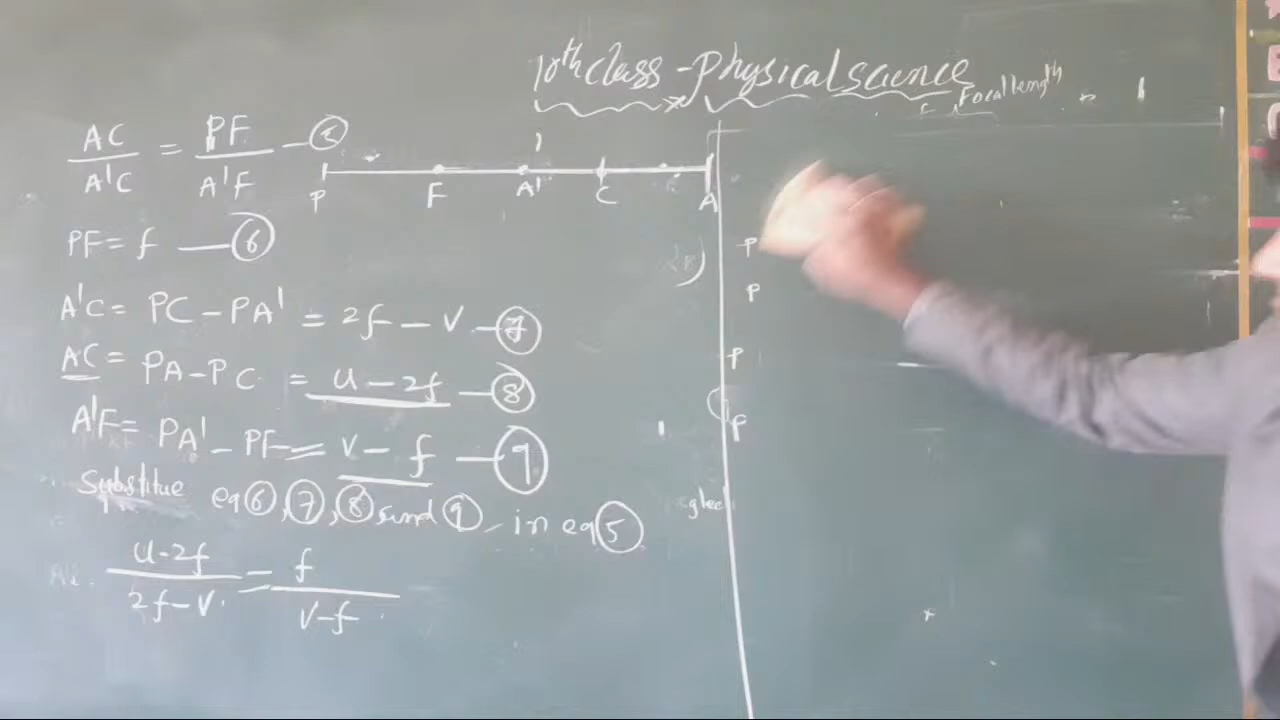 10th class - Physical science
Focal length
AC / A'C = PF / A'F - 5
P F A' C A
PF = f — 6
A'C = PC - PA' = 2f - v - 7
AC = PA - PC = u - 2f - 8
A'F = PA' - PF = v - f — 9
Substitue eq 6, 7, 8 and 9 in eq 5
u-2f / 2f-v = f / v-f
P
P
P
P